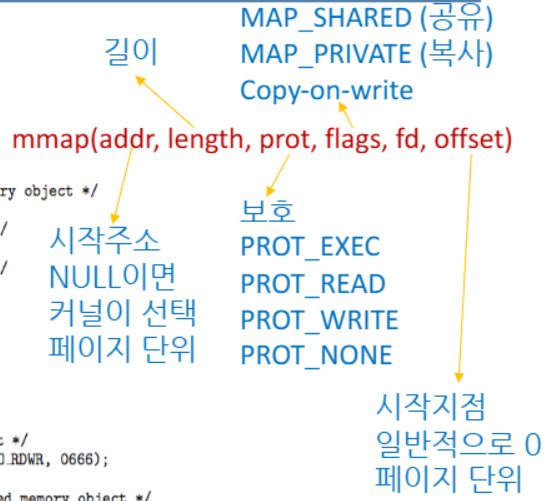 MAP_SHARED (공유)
길이
MAP_PRIVATE (복사)
Copy-on-write
mmap(addr, length, prot, flags, fd, offset)
ry object */
/
/
시작주소
NULL이면
커널이 선택
페이지 단위
보호
PROT_EXEC
PROT_READ
PROT_WRITE
PROT_NONE
시작지점
일반적으로 0
페이지 단위
*/
RDWR, 0666);
ed memory object */